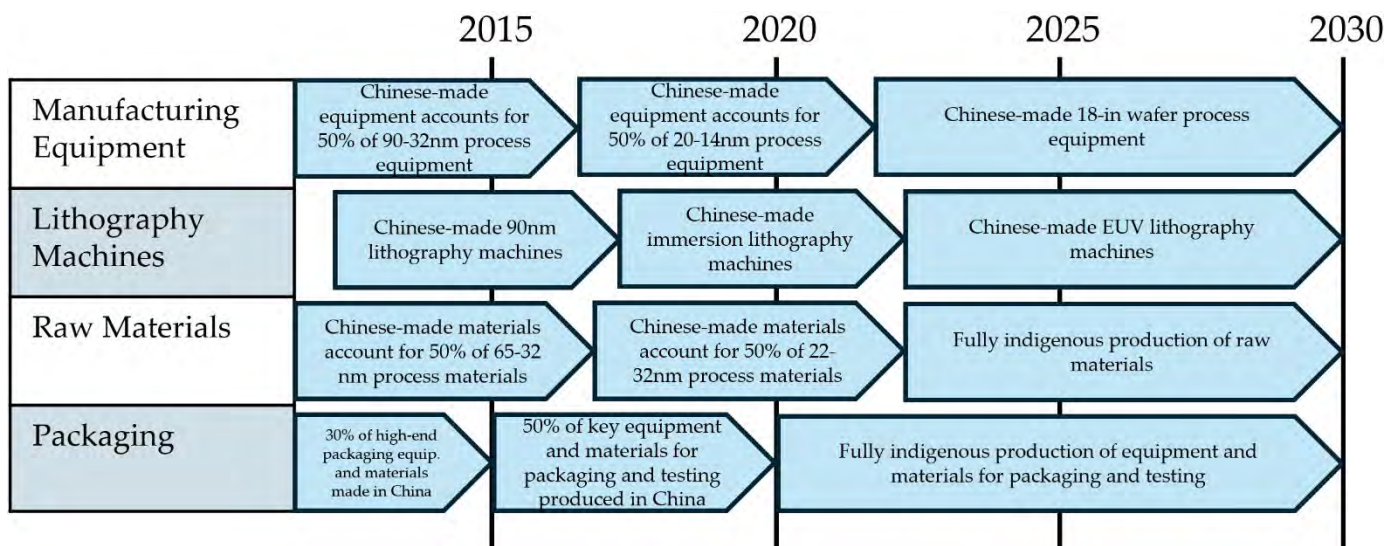 2015
2020
2025
2030
Manufacturing
Equipment
Chinese-made
equipment accounts for
50% of 90-32nm process
equipment
Chinese-made
equipment accounts for
50% of 20-14nm process
equipment
Chinese-made 18-in wafer process
equipment
Lithography
Machines
Chinese-made 90nm
lithography machines
Chinese-made
immersion lithography
machines
Chinese-made EUV lithography
machines
Raw Materials
Chinese-made materials
account for 50% of 65-32
nm process materials
Chinese-made materials
account for 50% of 22-
32nm process materials
Fully indigenous production of raw
materials
Packaging
30% of high-end
packaging equip.
and materials
made in China
50% of key equipment
and materials for
packaging and testing
produced in China
Fully indigenous production of equipment and
materials for packaging and testing